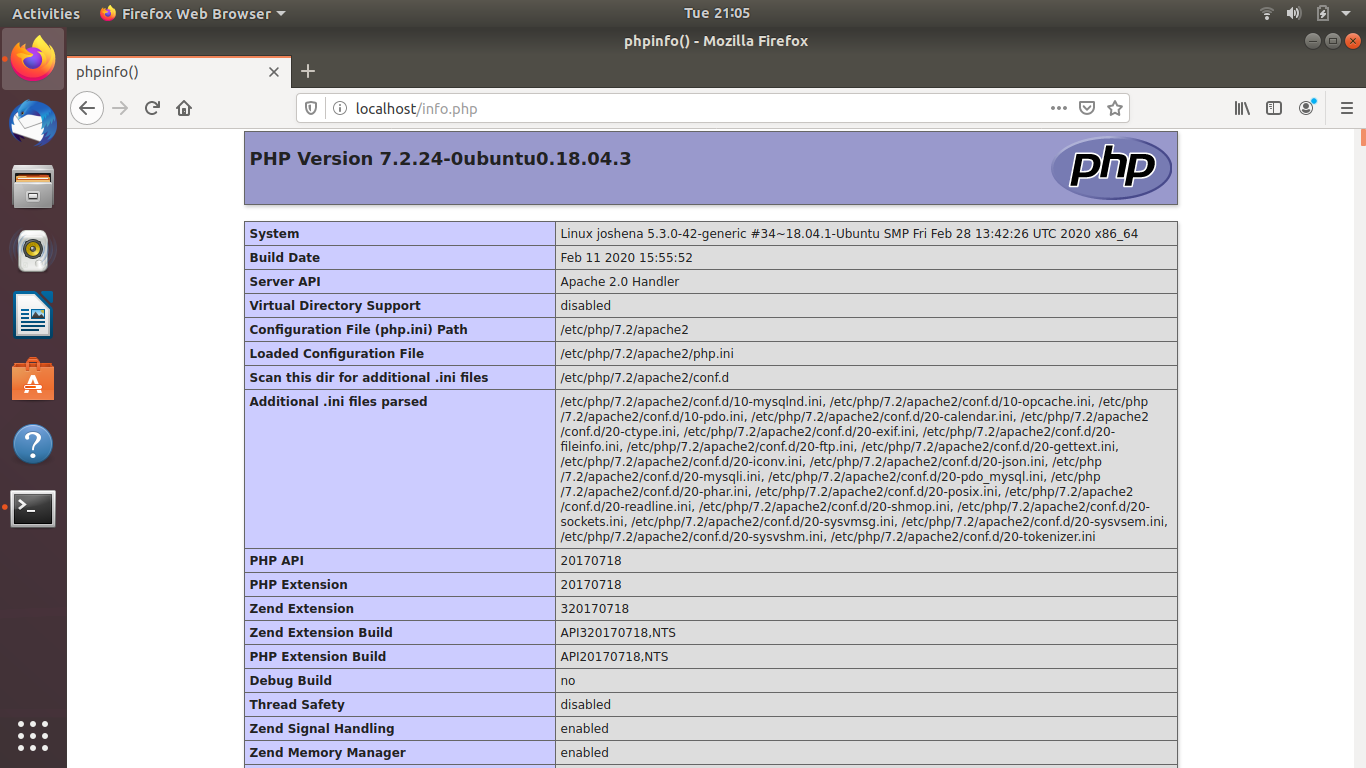 Activities Firefox Web Browser Tue 21:05
phpinfo() - Mozilla Firefox
phpinfo()
localhost/info.php
PHP Version 7.2.24-0ubuntu0.18.04.3
php
System Linux joshena 5.3.0-42-generic #34~18.04.1-Ubuntu SMP Fri Feb 28 13:42:26 UTC 2020 x86_64
Build Date Feb 11 2020 15:55:52
Server API Apache 2.0 Handler
Virtual Directory Support disabled
Configuration File (php.ini) Path /etc/php/7.2/apache2
Loaded Configuration File /etc/php/7.2/apache2/php.ini
Scan this dir for additional .ini files /etc/php/7.2/apache2/conf.d
Additional .ini files parsed /etc/php/7.2/apache2/conf.d/10-mysqlnd.ini, /etc/php/7.2/apache2/conf.d/10-opcache.ini, /etc/php
/7.2/apache2/conf.d/10-pdo.ini, /etc/php/7.2/apache2/conf.d/20-calendar.ini, /etc/php/7.2/apache2
/conf.d/20-ctype.ini, /etc/php/7.2/apache2/conf.d/20-exif.ini, /etc/php/7.2/apache2/conf.d/20-
fileinfo.ini, /etc/php/7.2/apache2/conf.d/20-ftp.ini, /etc/php/7.2/apache2/conf.d/20-gettext.ini,
/etc/php/7.2/apache2/conf.d/20-iconv.ini, /etc/php/7.2/apache2/conf.d/20-json.ini, /etc/php
/7.2/apache2/conf.d/20-mysqli.ini, /etc/php/7.2/apache2/conf.d/20-pdo_mysql.ini, /etc/php
/7.2/apache2/conf.d/20-phar.ini, /etc/php/7.2/apache2/conf.d/20-posix.ini, /etc/php/7.2/apache2
/conf.d/20-readline.ini, /etc/php/7.2/apache2/conf.d/20-shmop.ini, /etc/php/7.2/apache2/conf.d/20-
sockets.ini, /etc/php/7.2/apache2/conf.d/20-sysvmsg.ini, /etc/php/7.2/apache2/conf.d/20-sysvsem.ini,
/etc/php/7.2/apache2/conf.d/20-sysvshm.ini, /etc/php/7.2/apache2/conf.d/20-tokenizer.ini
PHP API 20170718
PHP Extension 20170718
Zend Extension 320170718
Zend Extension Build API320170718,NTS
PHP Extension Build API20170718,NTS
Debug Build no
Thread Safety disabled
Zend Signal Handling enabled
Zend Memory Manager enabled